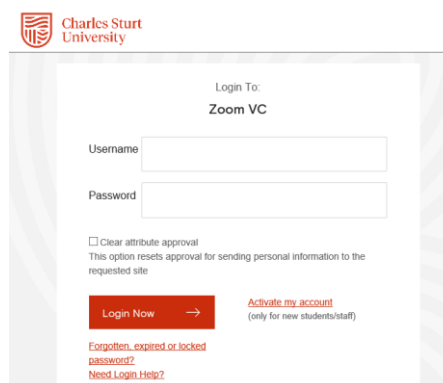 Charles Sturt
University
Login To:
Zoom VC
Username
Password
Clear attribute approval
This option resets approval for sending personal information to the
requested site
Login Now →
Activate my account
(only for new students/staff)
Forgotten, expired or locked
password?
Need Login Help?